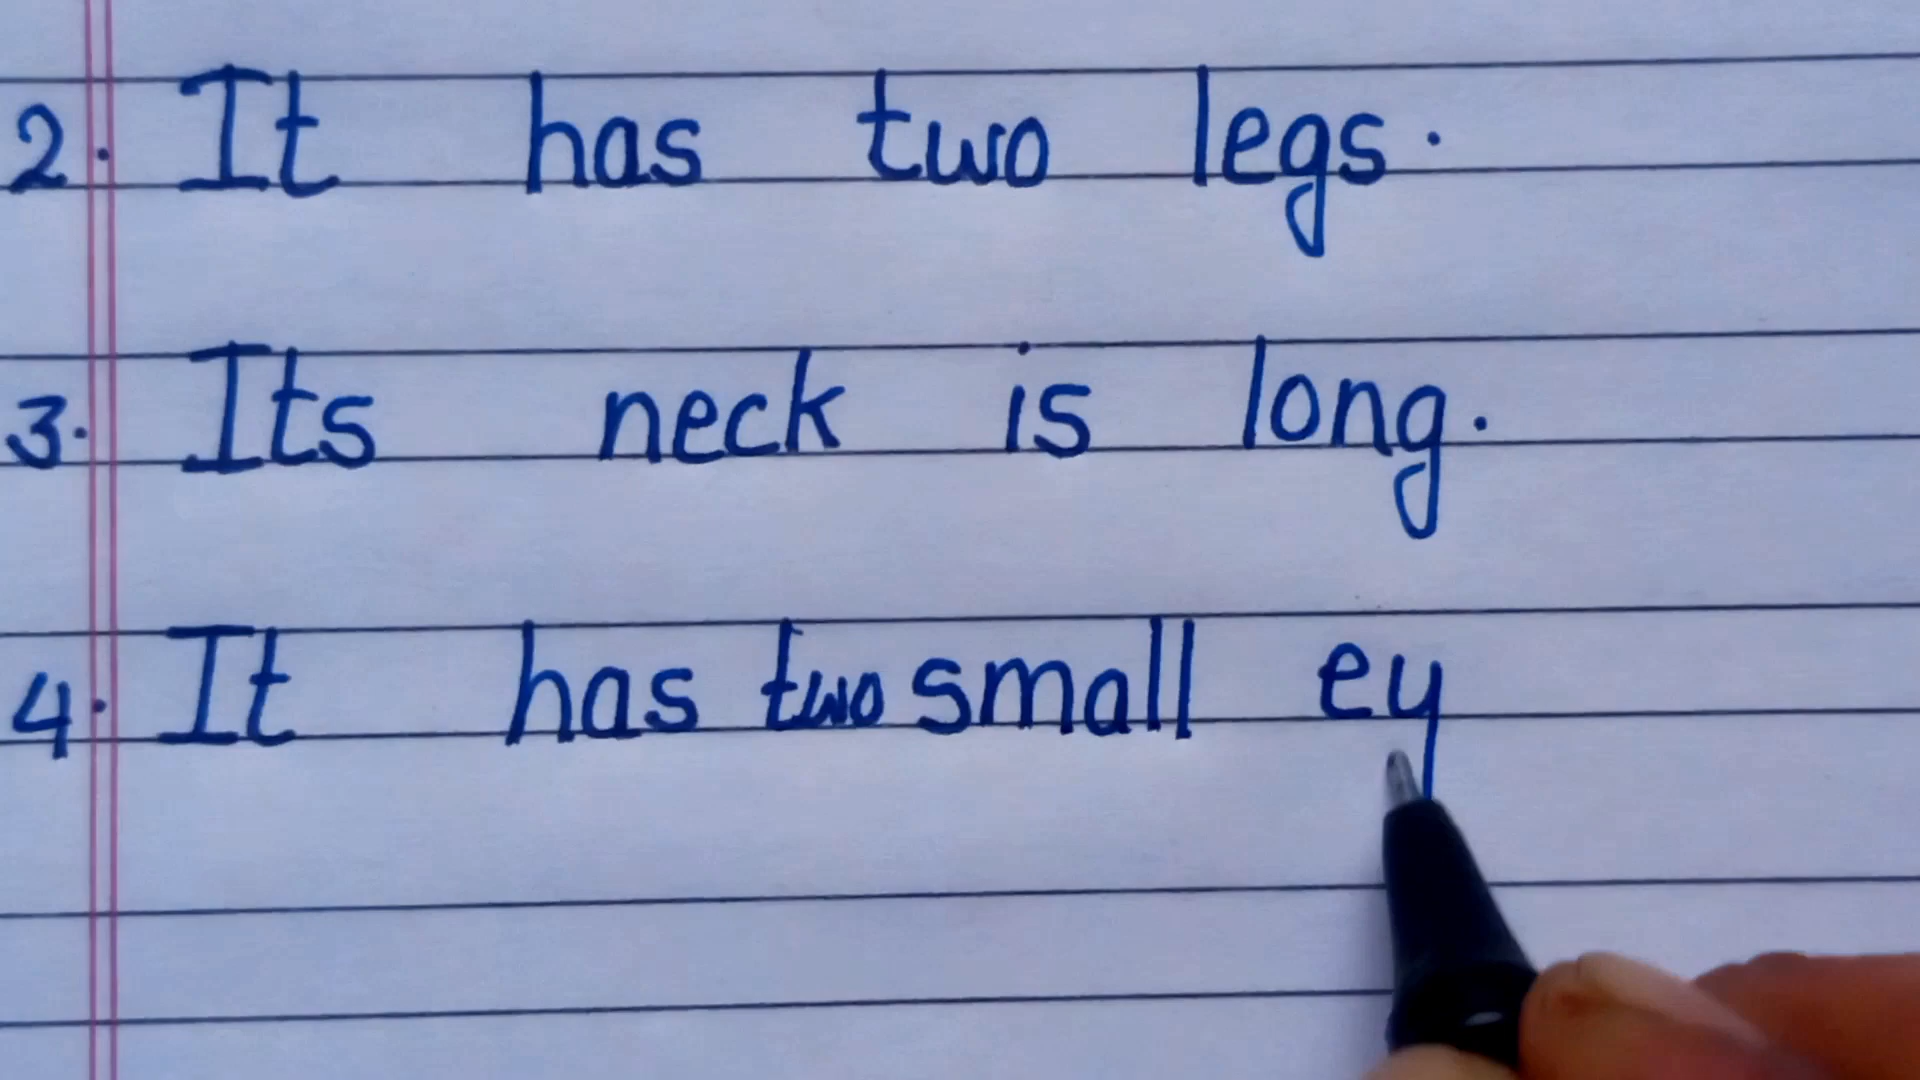 2. It has two legs.
3. Its neck is long.
4. It has two small ey